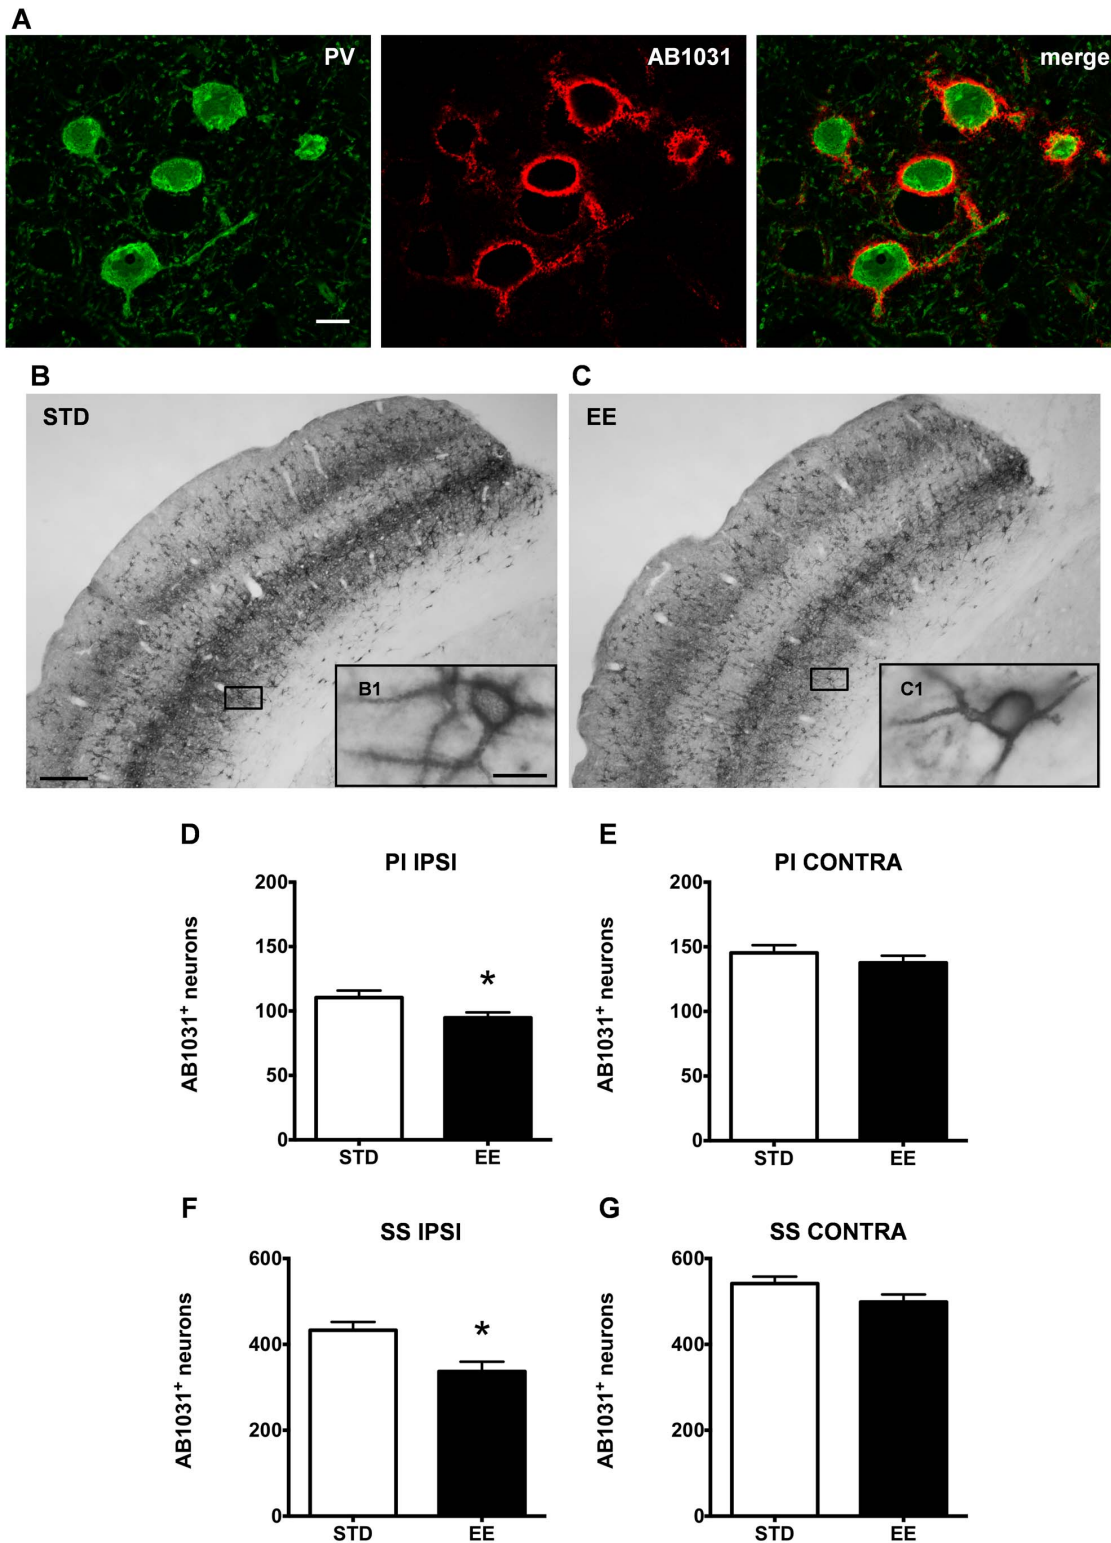 A
PV
AB1031
merge
B
C
STD
EE
B1
C1
D
E
PI IPSI
PI CONTRA
200
150
100
50
0
AB1031⁺ neurons
STD
EE
*
200
150
100
50
0
AB1031⁺ neurons
STD
EE
F
G
SS IPSI
SS CONTRA
600
400
200
0
AB1031⁺ neurons
STD
EE
*
600
400
200
0
AB1031⁺ neurons
STD
EE